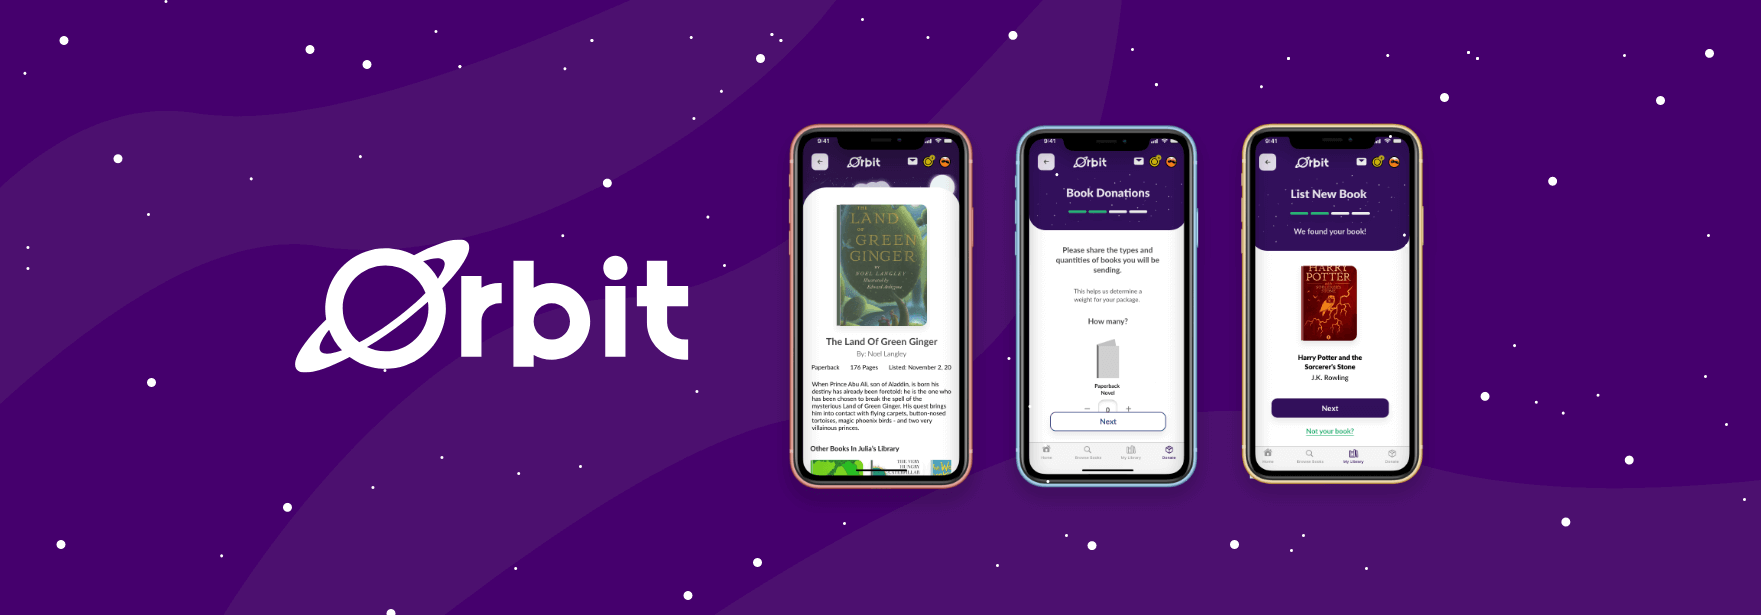 Orbit
9:41
Orbit
THE
LAND
OF
GREEN
GINGER
BY
NOEL LANGLEY
Illustrated by
Edward Ardizzone
The Land Of Green Ginger
By: Noel Langley
Paperback 176 Pages Listed: November 2, 20
When Prince Abu Ali, son of Aladdin, is born his
destiny has already been foretold: he is the one who
has been chosen to break the spell of the
mysterious Land of Green Ginger. His quest brings
him into contact with flying carpets, button-nosed
tortoises, magic phoenix birds - and two very
villainous princes.
Other Books In Julia's Library
THE VERY
HUNGRY
CATERPILLAR
9:41
Orbit
Book Donations
Please share the types and
quantities of books you will be
sending.
This helps us determine a
weight for your package.
How many?
Paperback
Novel
− 0 +
Next
Home Browse Books My Library Donate
9:41
Orbit
List New Book
We found your book!
HARRY
POTTER
Harry Potter and the
Sorcerer's Stone
J.K. Rowling
Next
Not your book?
Home Browse Books My Library Donate